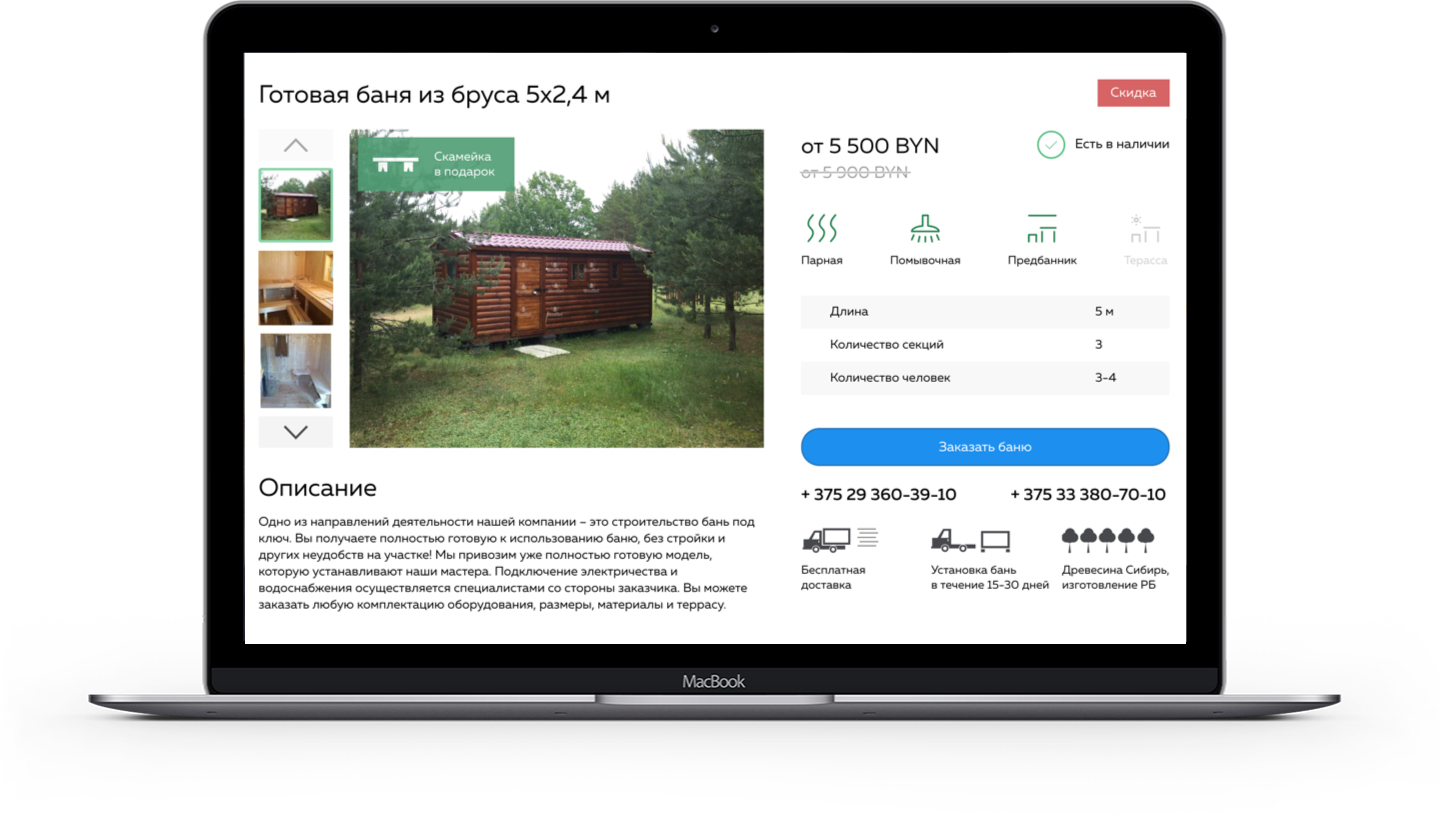 Готовая баня из бруса 5х2,4 м
Скидка
Скамейка
в подарок
от 5 500 BYN
от 5 900 BYN
Есть в наличии
Парная
Помывочная
Предбанник
Терасса
Длина
5 м
Количество секций
3
Количество человек
3-4
Заказать баню
+ 375 29 360-39-10
+ 375 33 380-70-10
Бесплатная
доставка
Установка бань
в течение 15-30 дней
Древесина Сибирь,
изготовление РБ
Описание
Одно из направлений деятельности нашей компании – это строительство бань под
ключ. Вы получаете полностью готовую к использованию баню, без стройки и
других неудобств на участке! Мы привозим уже полностью готовую модель,
которую устанавливают наши мастера. Подключение электричества и
водоснабжения осуществляется специалистами со стороны заказчика. Вы можете
заказать любую комплектацию оборудования, размеры, материалы и террасу.
MacBook